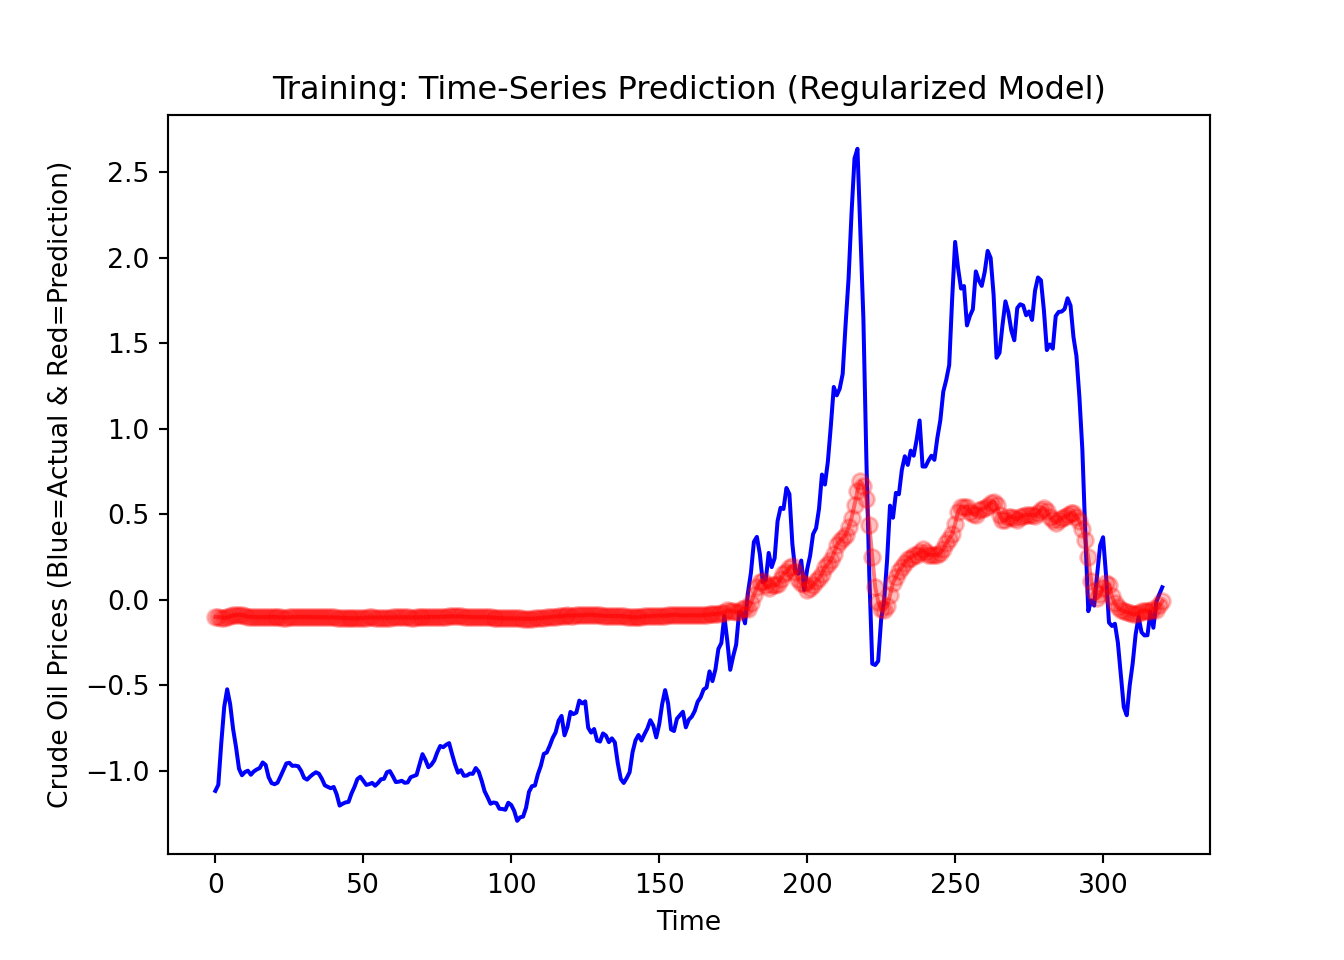 Training: Time-Series Prediction (Regularized Model)
Crude Oil Prices (Blue=Actual & Red=Prediction)
2.5
2.0
1.5
1.0
0.5
0.0
−0.5
−1.0
0 50 100 150 200 250 300
Time